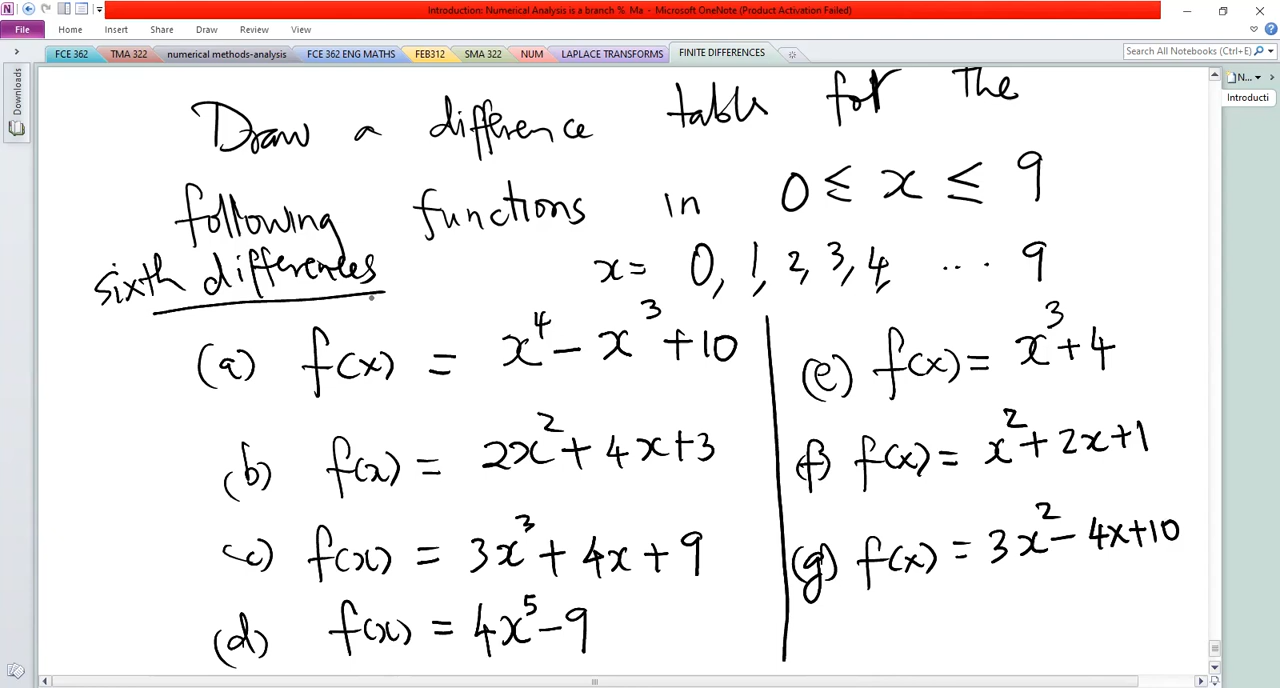 Introduction: Numerical Analysis is a branch % Ma - Microsoft OneNote (Product Activation Failed)
File Home Insert Share Draw Review View
FCE 362 TMA 322 numerical methods-analysis FCE 362 ENG MATHS FEB312 SMA 322 NUM LAPLACE TRANSFORMS FINITE DIFFERENCES
Search All Notebooks (Ctrl+E)
N...
Introducti
Downloads
Draw a difference table for the
following functions in 0 ≤ x ≤ 9
sixth differences x = 0, 1, 2, 3, 4, ... 9
(a) f(x) = x⁴ − x³ + 10
(b) f(x) = 2x² + 4x + 3
(c) f(x) = 3x³ + 4x + 9
(d) f(x) = 4x⁵ − 9
(e) f(x) = x³ + 4
(f) f(x) = x² + 2x + 1
(g) f(x) = 3x² − 4x + 10